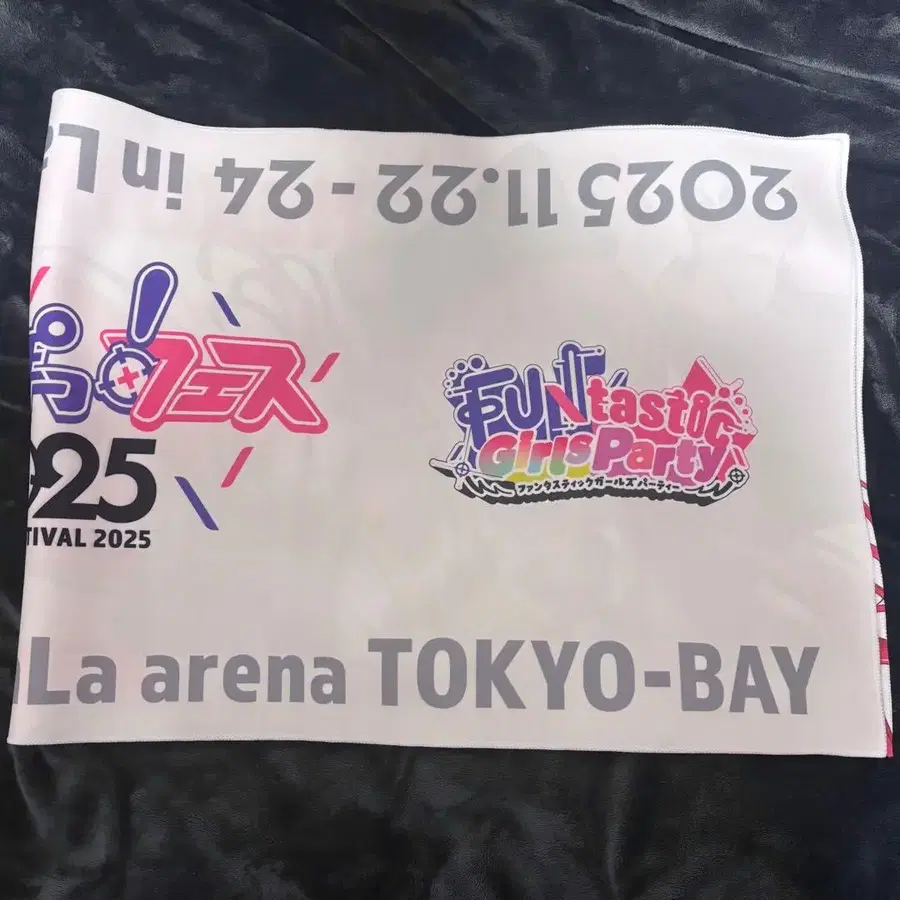 2025 11.22 - 24 in La
!フェス
025
TIVAL 2025
FUNtastic
Girls Party
ファンタスティックガールズパーティー
La arena TOKYO-BAY